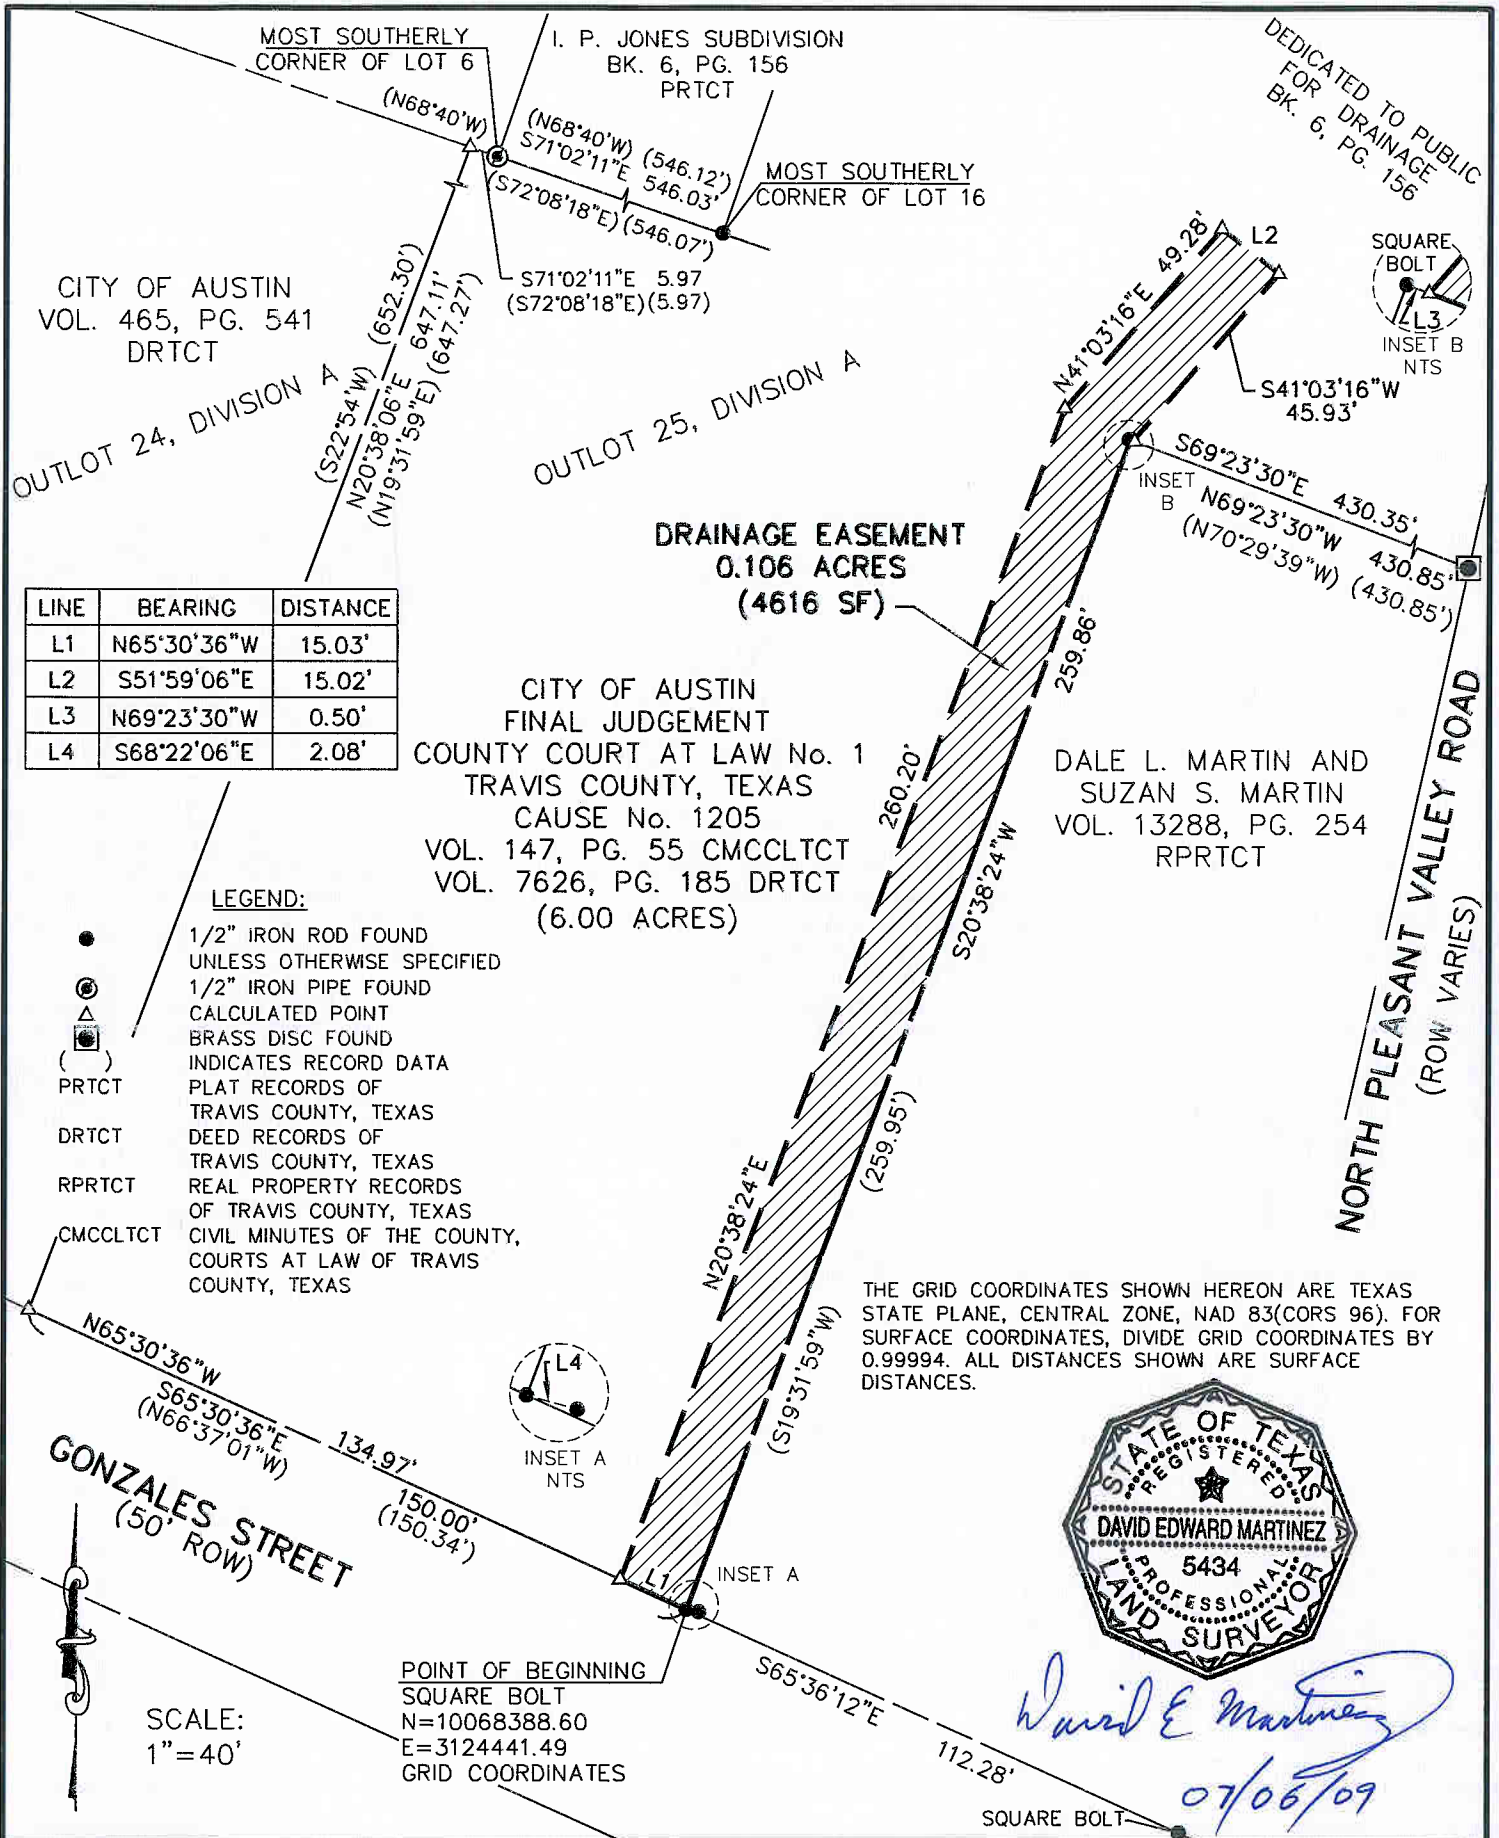 MOST SOUTHERLY
CORNER OF LOT 6
I. P. JONES SUBDIVISION
BK. 6, PG. 156
PRTCT
DEDICATED TO PUBLIC
FOR DRAINAGE
BK. 6, PG. 156
(N68°40'W)
(N68°40'W) (546.12')
S71°02'11"E 546.03'
(S72°08'18"E) (546.07')
MOST SOUTHERLY
CORNER OF LOT 16
S71°02'11"E 5.97
(S72°08'18"E)(5.97)
CITY OF AUSTIN
VOL. 465, PG. 541
DRTCT
OUTLOT 24, DIVISION A
(S22°54'W) (652.30')
N20°38'06"E 647.11'
(N19°31'59"E) (647.27')
OUTLOT 25, DIVISION A
N41°03'16"E 49.28'
L2
SQUARE
BOLT
L3
INSET B
NTS
S41°03'16"W
45.93'
INSET
B
S69°23'30"E 430.35'
N69°23'30"W 430.85'
(N70°29'39"W) (430.85')
DRAINAGE EASEMENT
0.106 ACRES
(4616 SF)
LINE BEARING DISTANCE
L1 N65°30'36"W 15.03'
L2 S51°59'06"E 15.02'
L3 N69°23'30"W 0.50'
L4 S68°22'06"E 2.08'
CITY OF AUSTIN
FINAL JUDGEMENT
COUNTY COURT AT LAW No. 1
TRAVIS COUNTY, TEXAS
CAUSE No. 1205
VOL. 147, PG. 55 CMCCLTCT
VOL. 7626, PG. 185 DRTCT
(6.00 ACRES)
259.86'
260.20'
S20°38'24"W
(259.95')
N20°38'24"E
(S19°31'59"W)
DALE L. MARTIN AND
SUZAN S. MARTIN
VOL. 13288, PG. 254
RPRTCT
NORTH PLEASANT VALLEY ROAD
(ROW VARIES)
LEGEND:
1/2" IRON ROD FOUND
UNLESS OTHERWISE SPECIFIED
1/2" IRON PIPE FOUND
CALCULATED POINT
BRASS DISC FOUND
( ) INDICATES RECORD DATA
PRTCT PLAT RECORDS OF
TRAVIS COUNTY, TEXAS
DRTCT DEED RECORDS OF
TRAVIS COUNTY, TEXAS
RPRTCT REAL PROPERTY RECORDS
OF TRAVIS COUNTY, TEXAS
CMCCLTCT CIVIL MINUTES OF THE COUNTY,
COURTS AT LAW OF TRAVIS
COUNTY, TEXAS
THE GRID COORDINATES SHOWN HEREON ARE TEXAS
STATE PLANE, CENTRAL ZONE, NAD 83(CORS 96). FOR
SURFACE COORDINATES, DIVIDE GRID COORDINATES BY
0.99994. ALL DISTANCES SHOWN ARE SURFACE
DISTANCES.
N65°30'36"W 134.97'
S65°30'36"E 150.00'
(N66°37'01"W) (150.34')
GONZALES STREET
(50' ROW)
L4
INSET A
NTS
L1
INSET A
STATE OF TEXAS
REGISTERED
DAVID EDWARD MARTINEZ
5434
PROFESSIONAL
LAND SURVEYOR
POINT OF BEGINNING
SQUARE BOLT
N=10068388.60
E=3124441.49
GRID COORDINATES
SCALE:
1"=40'
S65°36'12"E
112.28'
SQUARE BOLT
David E Martinez
07/06/09